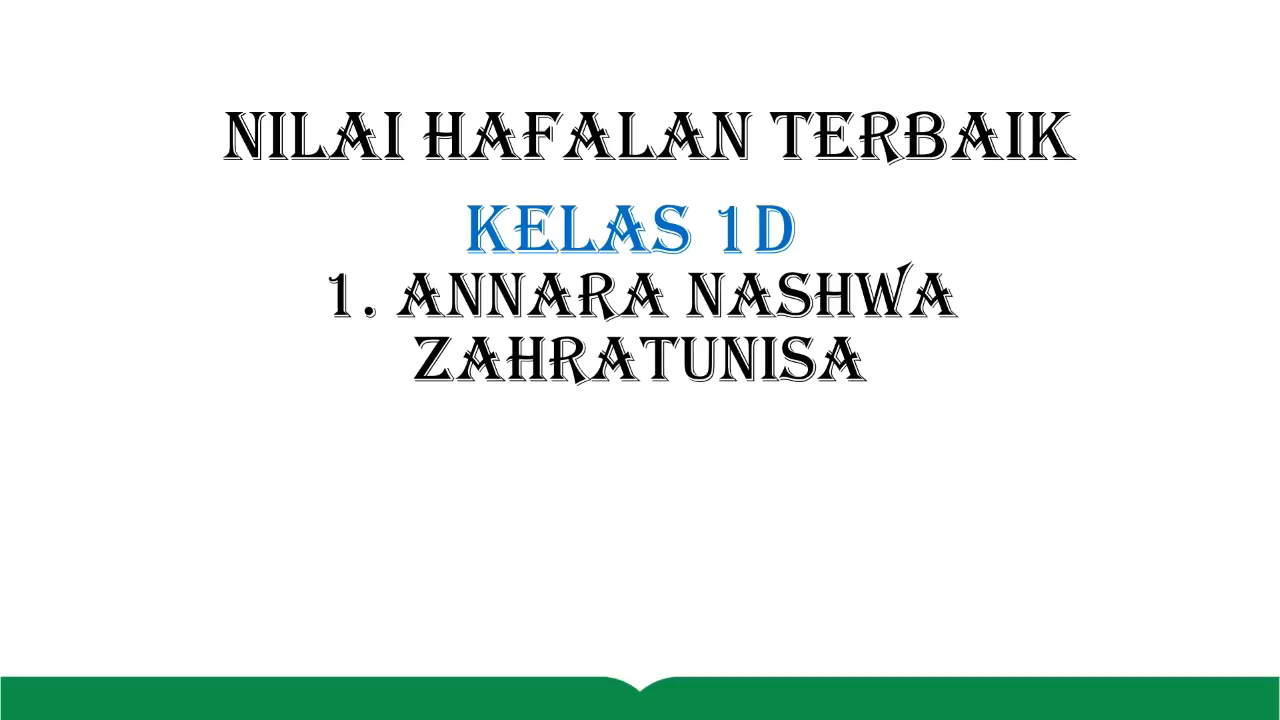 NILAI HAFALAN TERBAIK
KELAS 1D
1. ANNARA NASHWA
ZAHRATUNISA